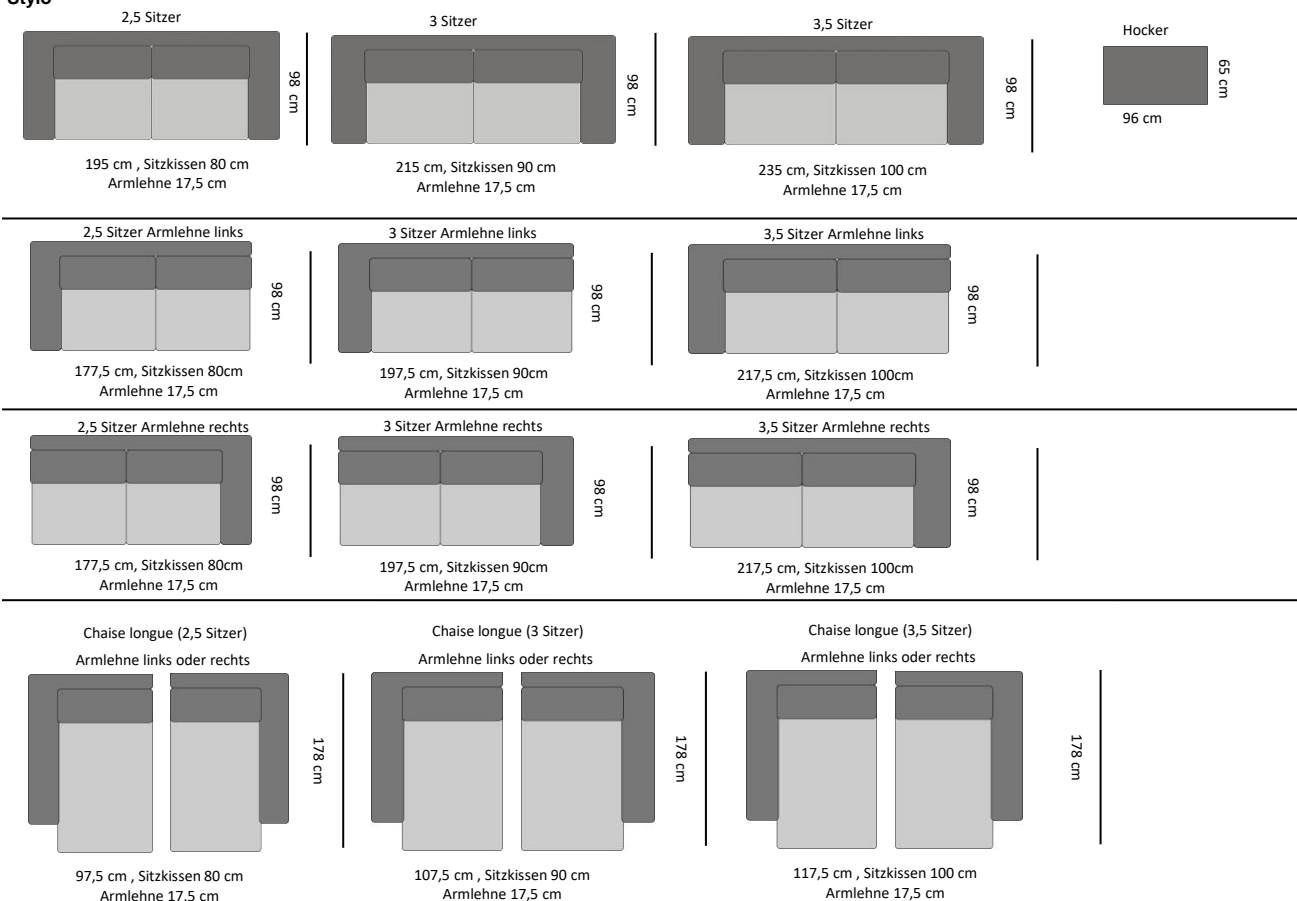 Stylo
2,5 Sitzer
98 cm
195 cm , Sitzkissen 80 cm
Armlehne 17,5 cm
3 Sitzer
98 cm
215 cm, Sitzkissen 90 cm
Armlehne 17,5 cm
3,5 Sitzer
98 cm
235 cm, Sitzkissen 100 cm
Armlehne 17,5 cm
Hocker
65 cm
96 cm
2,5 Sitzer Armlehne links
98 cm
177,5 cm, Sitzkissen 80cm
Armlehne 17,5 cm
3 Sitzer Armlehne links
98 cm
197,5 cm, Sitzkissen 90cm
Armlehne 17,5 cm
3,5 Sitzer Armlehne links
98 cm
217,5 cm, Sitzkissen 100cm
Armlehne 17,5 cm
2,5 Sitzer Armlehne rechts
98 cm
177,5 cm, Sitzkissen 80cm
Armlehne 17,5 cm
3 Sitzer Armlehne rechts
98 cm
197,5 cm, Sitzkissen 90cm
Armlehne 17,5 cm
3,5 Sitzer Armlehne rechts
98 cm
217,5 cm, Sitzkissen 100cm
Armlehne 17,5 cm
Chaise longue (2,5 Sitzer)
Armlehne links oder rechts
178 cm
97,5 cm , Sitzkissen 80 cm
Armlehne 17,5 cm
Chaise longue (3 Sitzer)
Armlehne links oder rechts
178 cm
107,5 cm , Sitzkissen 90 cm
Armlehne 17,5 cm
Chaise longue (3,5 Sitzer)
Armlehne links oder rechts
178 cm
117,5 cm , Sitzkissen 100 cm
Armlehne 17,5 cm